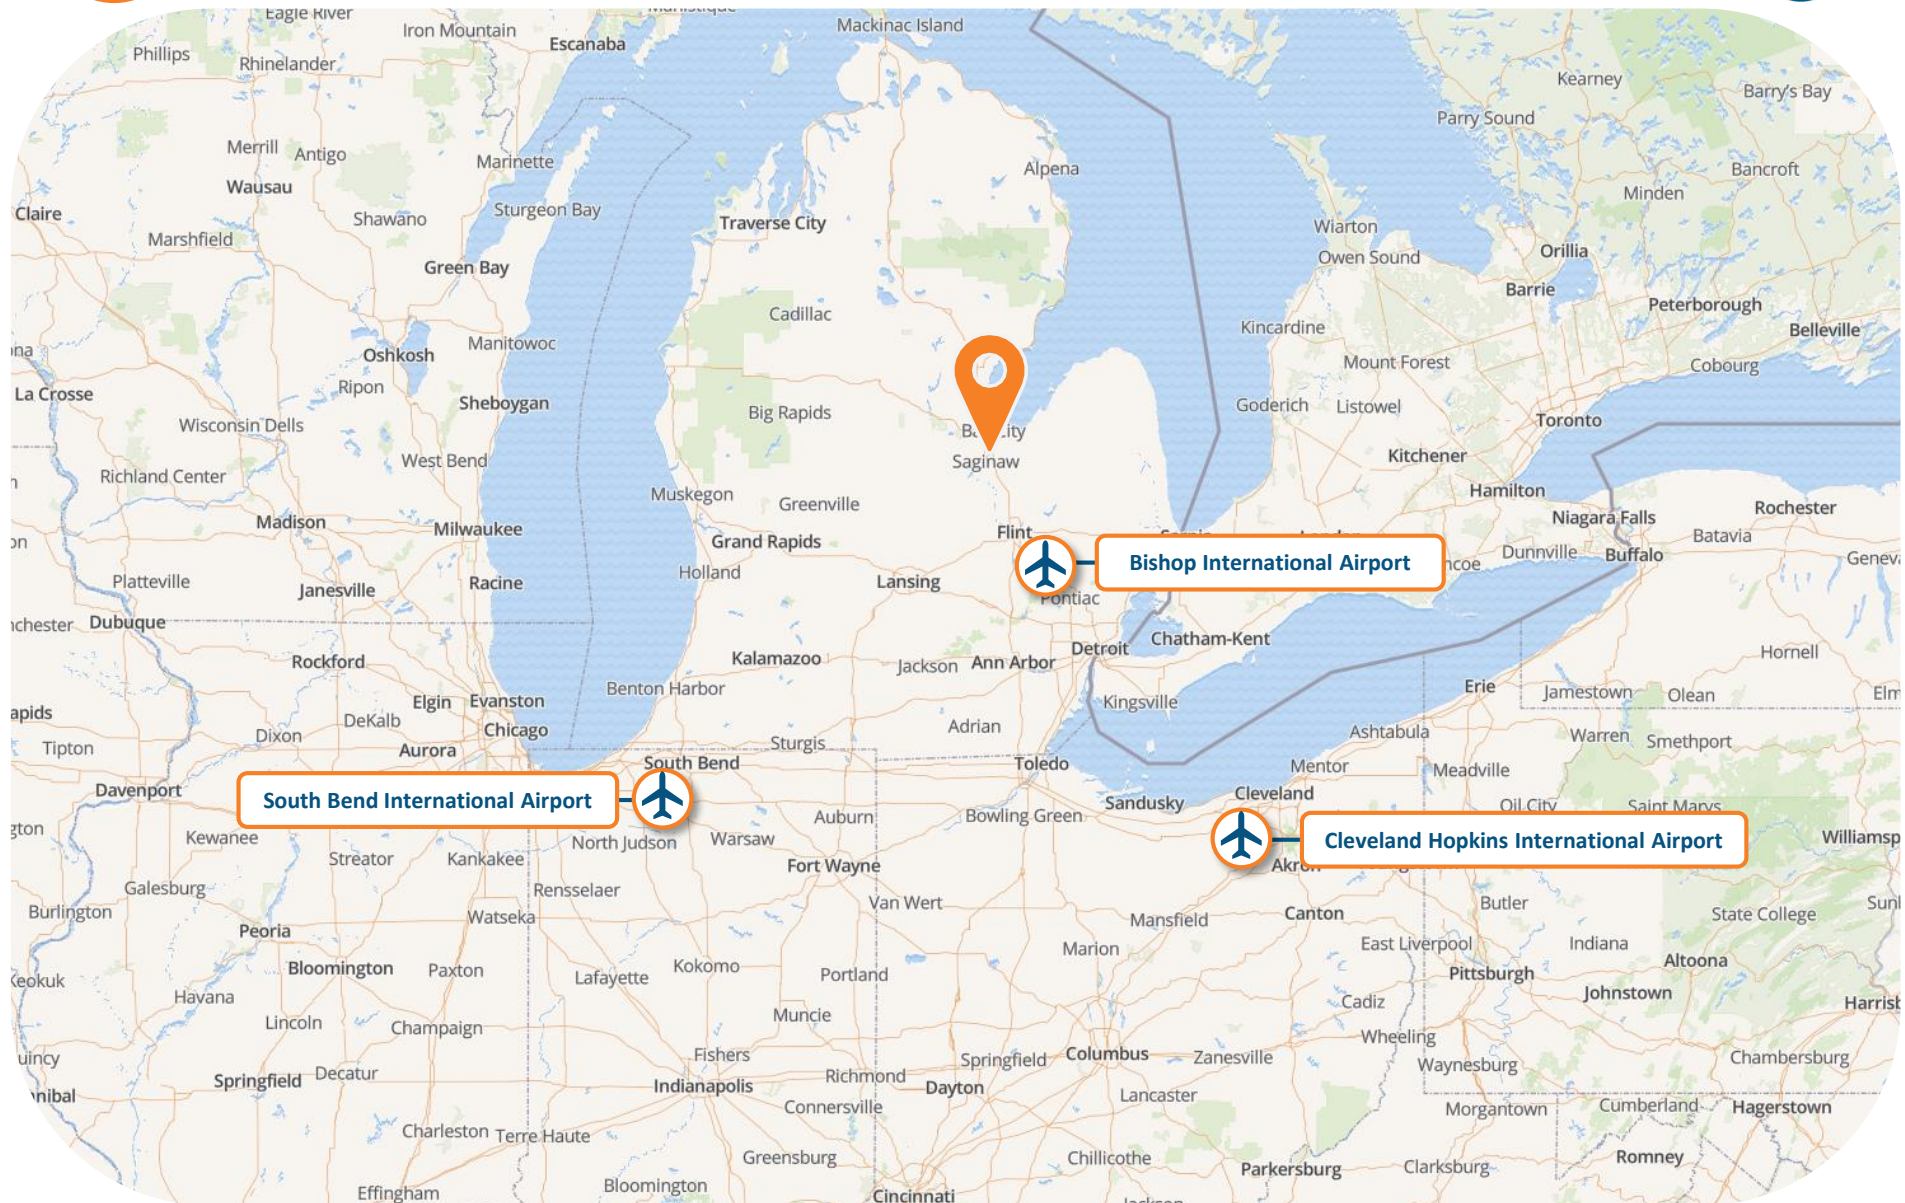 Eagle River
Iron Mountain
Escanaba
Mackinac Island
Phillips
Rhinelander
Kearney
Barry's Bay
Parry Sound
Merrill
Antigo
Marinette
Alpena
Bancroft
Wausau
Minden
Claire
Shawano
Sturgeon Bay
Traverse City
Wiarton
Marshfield
Owen Sound
Orillia
Green Bay
Barrie
Peterborough
Cadillac
Kincardine
Belleville
Oshkosh
Manitowoc
Mount Forest
Cobourg
La Crosse
Ripon
Sheboygan
Big Rapids
Goderich
Listowel
Toronto
Wisconsin Dells
West Bend
Saginaw
Kitchener
Richland Center
Muskegon
Greenville
Hamilton
Niagara Falls
Rochester
Madison
Milwaukee
Grand Rapids
Flint
Batavia
Dunnville
Buffalo
Bishop International Airport
Platteville
Janesville
Racine
Holland
Lansing
Pontiac
Dubuque
Chatham-Kent
Detroit
Rockford
Kalamazoo
Jackson
Ann Arbor
Hornell
Elgin
Evanston
Benton Harbor
Kingsville
Erie
Jamestown
Olean
DeKalb
Dixon
Chicago
Adrian
Ashtabula
Warren
Smethport
Tipton
Aurora
Sturgis
South Bend
Toledo
Mentor
Meadville
Davenport
South Bend International Airport
Sandusky
Cleveland
Oil City
Saint Marys
Kewanee
North Judson
Warsaw
Auburn
Bowling Green
Cleveland Hopkins International Airport
Streator
Kankakee
Fort Wayne
Akron
Galesburg
Rensselaer
Van Wert
Burlington
Watseka
Mansfield
Canton
Butler
State College
Peoria
Marion
East Liverpool
Indiana
Bloomington
Paxton
Lafayette
Kokomo
Portland
Pittsburgh
Altoona
Havana
Cadiz
Johnstown
Lincoln
Champaign
Muncie
Wheeling
Fishers
Springfield
Columbus
Zanesville
Waynesburg
Chambersburg
Springfield
Decatur
Indianapolis
Richmond
Dayton
Lancaster
Connersville
Morgantown
Cumberland
Hagerstown
Charleston
Terre Haute
Greensburg
Chillicothe
Parkersburg
Clarksburg
Romney
Effingham
Bloomington
Cincinnati